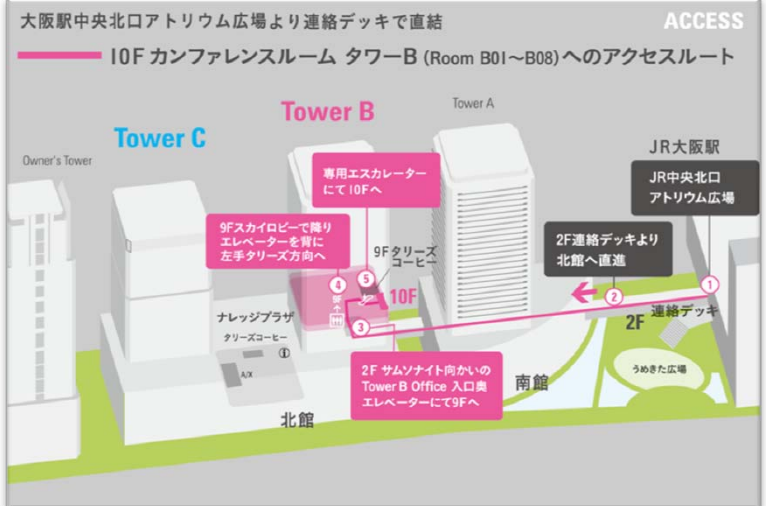 大阪駅中央北口アトリウム広場より連絡デッキで直結
ACCESS
10F カンファレンスルーム タワーB (Room B01～B08) へのアクセスルート
Tower A
Tower B
Tower C
Owner's Tower
JR大阪駅
JR中央北口
アトリウム広場
専用エスカレーター
にて10Fへ
9Fスカイロビーで降り
エレベーターを背に
左手タリーズ方向へ
2F連絡デッキより
北館へ直進
9Fタリーズ
コーヒー
4
5
10F
1
2
連絡デッキ
2F
3
ナレッジプラザ
タリーズコーヒー
i
A/X
2F サムソナイト向かいの
Tower B Office 入口奥
エレベーターにて9Fへ
南館
うめきた広場
北館